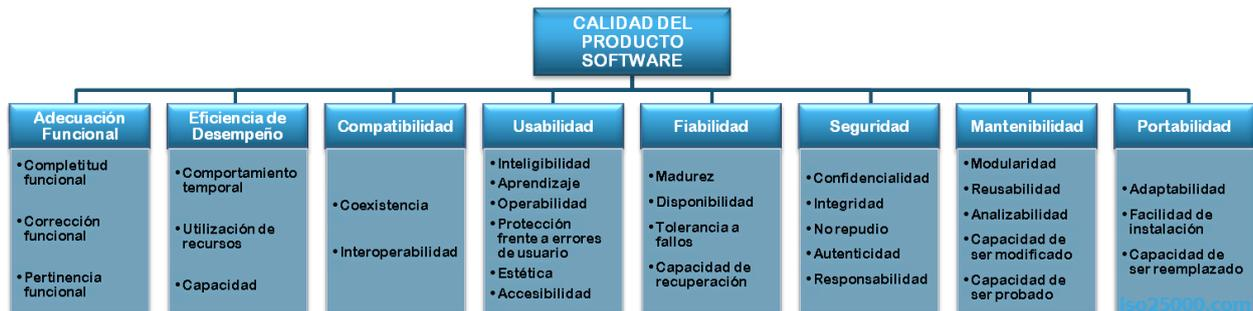 CALIDAD DEL
PRODUCTO
SOFTWARE
Adecuación
Funcional
• Completitud
funcional
• Corrección
funcional
• Pertinencia
funcional
Eficiencia de
Desempeño
• Comportamiento
temporal
• Utilización de
recursos
• Capacidad
Compatibilidad
• Coexistencia
• Interoperabilidad
Usabilidad
• Inteligibilidad
• Aprendizaje
• Operabilidad
• Protección
frente a errores
de usuario
• Estética
• Accesibilidad
Fiabilidad
• Madurez
• Disponibilidad
• Tolerancia a
fallos
• Capacidad de
recuperación
Seguridad
• Confidencialidad
• Integridad
• No repudio
• Autenticidad
• Responsabilidad
Mantenibilidad
• Modularidad
• Reusabilidad
• Analizabilidad
• Capacidad de
ser modificado
• Capacidad de
ser probado
Portabilidad
• Adaptabilidad
• Facilidad de
instalación
• Capacidad de
ser reemplazado
iso25000.com